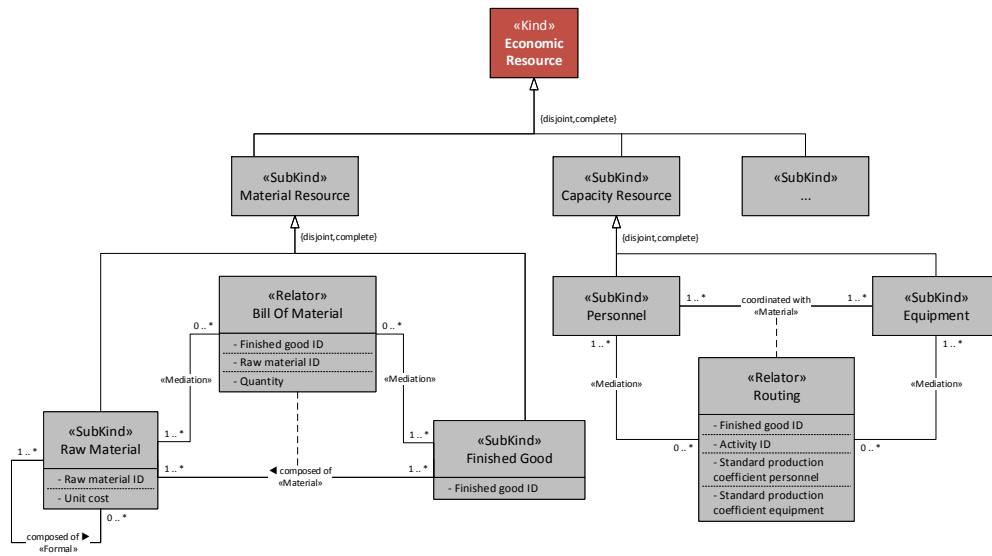 «Kind»
Economic
Resource
{disjoint,complete}
«SubKind»
Material Resource
«SubKind»
Capacity Resource
«SubKind»
...
{disjoint,complete}
{disjoint,complete}
«Relator»
Bill Of Material
- Finished good ID
- Raw material ID
- Quantity
0 .. *
0 .. *
«Mediation»
«Mediation»
«SubKind»
Personnel
1 .. *
coordinated with
«Material»
1 .. *
«SubKind»
Equipment
1 .. *
1 .. *
«Mediation»
«Mediation»
«Relator»
Routing
- Finished good ID
- Activity ID
- Standard production
coefficient personnel
- Standard production
coefficient equipment
0 .. *
0 .. *
«SubKind»
Raw Material
- Raw material ID
- Unit cost
1 .. *
1 .. *
1 .. *
0 .. *
composed of ▶
«Formal»
◀ composed of
«Material»
1 .. *
1 .. *
«SubKind»
Finished Good
- Finished good ID